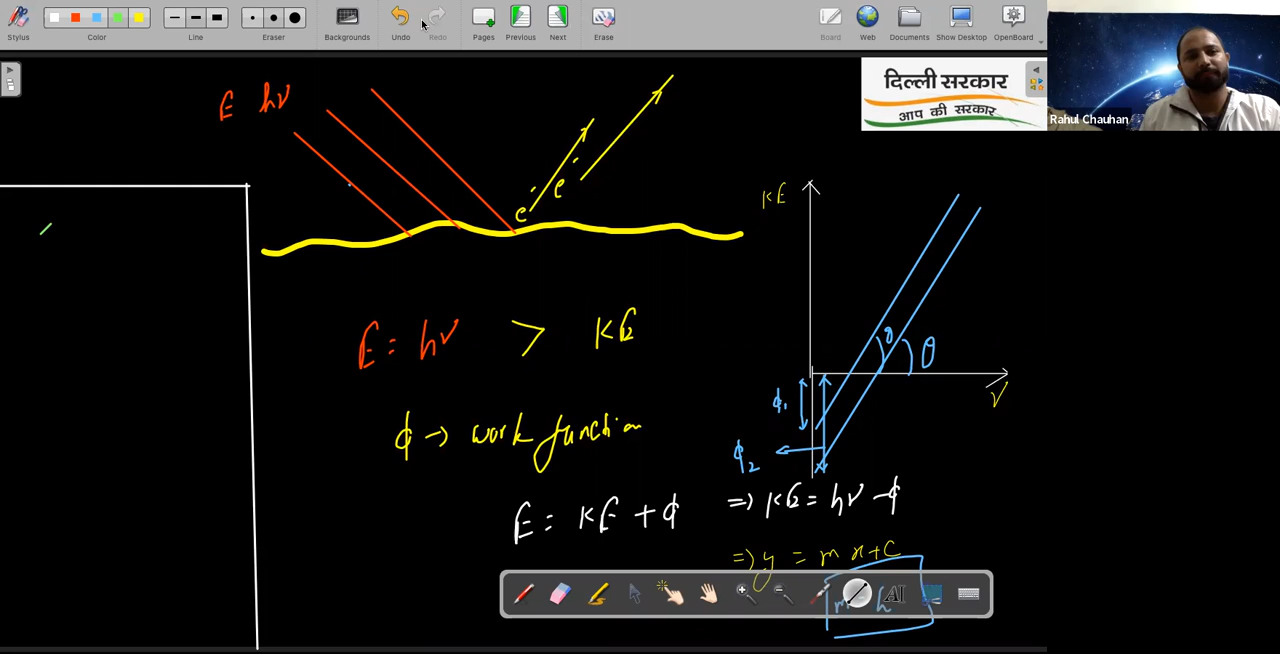 Stylus Color Line Eraser Backgrounds Undo Redo Pages Previous Next Erase Board Web Documents Show Desktop OpenBoard
दिल्ली सरकार
आप की सरकार
Rahul Chauhan
E hν
e⁻ e⁻
KE
θ θ
ν
ϕ₁
ϕ₂
E = hν > KE
ϕ → work function
E = KE + ϕ ⇒ KE = hν - ϕ
⇒ y = mx + C
m h
AI